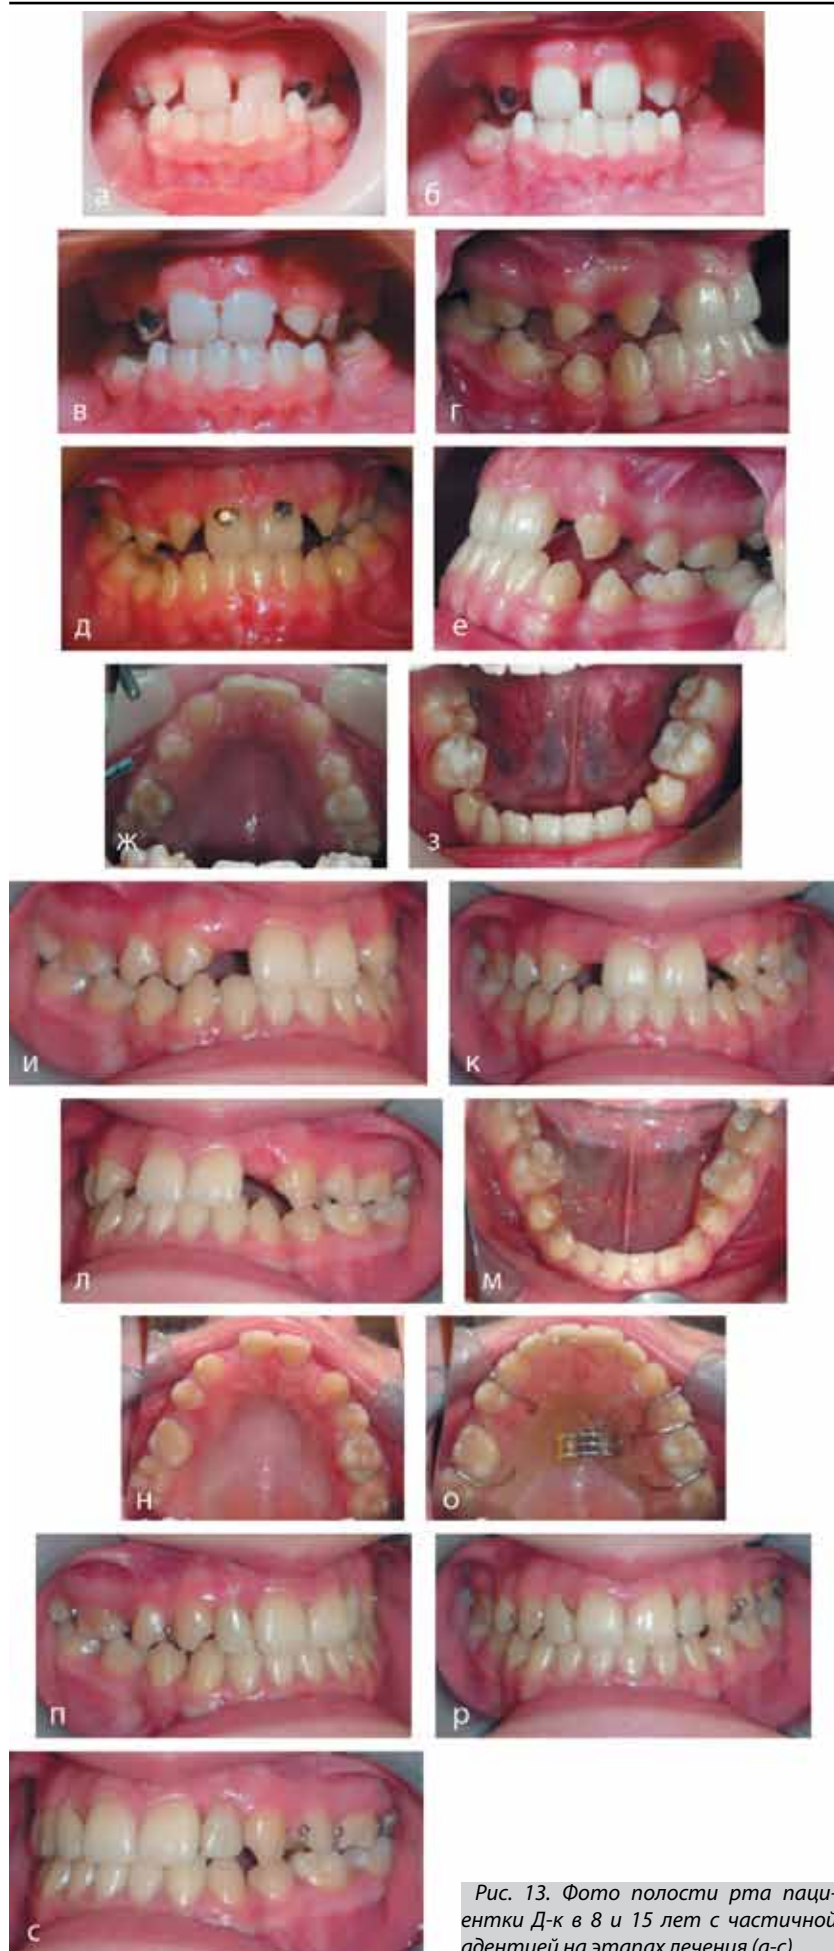 а
б
в
г
д
е
ж
з
и
к
л
м
н
о
п
р
с
Рис. 13. Фото полости рта паци-
ентки Д-к в 8 и 15 лет с частичной
адентией на этапах лечения (а-с)